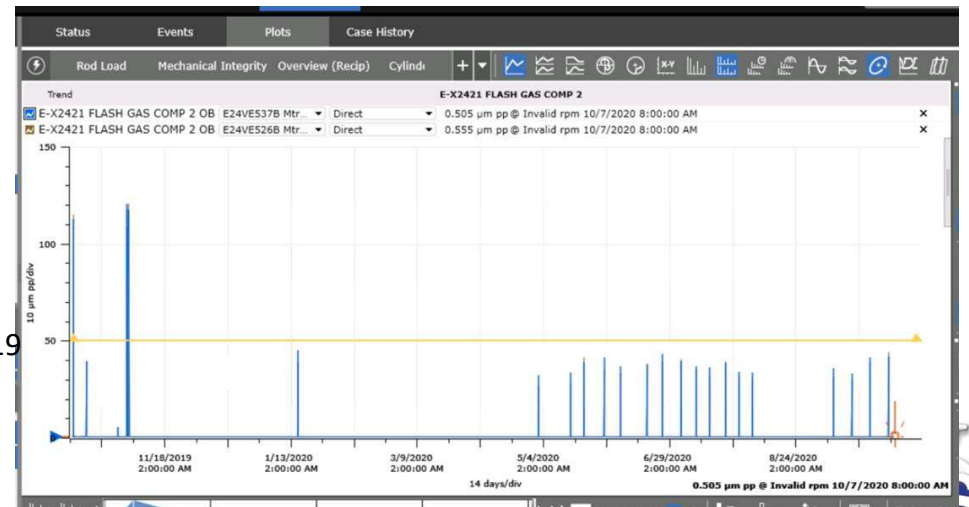 Status Events Plots Case History
Rod Load Mechanical Integrity Overview (Recip) Cylind
Trend E-X2421 FLASH GAS COMP 2
E-X2421 FLASH GAS COMP 2 OB E24VE537B Mtr... Direct 0.505 µm pp@ Invalid rpm 10/7/2020 8:00:00 AM
E-X2421 FLASH GAS COMP 2 OB E24VE526B Mtr... Direct 0.555 µm pp@ Invalid rpm 10/7/2020 8:00:00 AM
150
100
10 µm pp/div
50
19
11/18/2019 1/13/2020 3/9/2020 5/4/2020 6/29/2020 8/24/2020
2:00:00 AM 2:00:00 AM 2:00:00 AM 2:00:00 AM 2:00:00 AM 2:00:00 AM
14 days/div
0.505 µm pp @ Invalid rpm 10/7/2020 8:00:00 AM